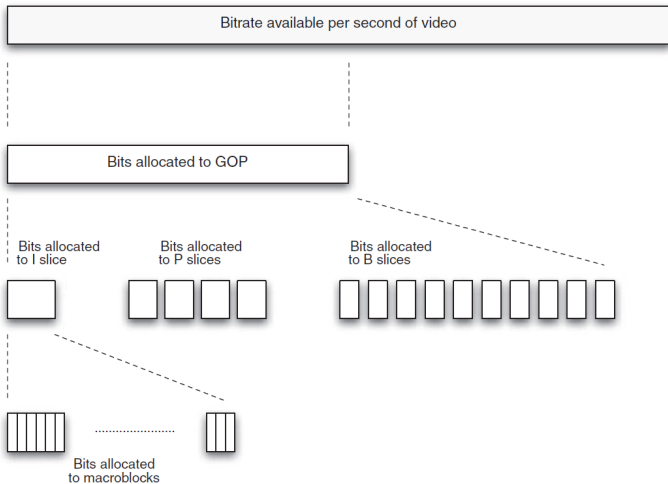 Bitrate available per second of video
Bits allocated to GOP
Bits allocated
to I slice
Bits allocated
to P slices
Bits allocated
to B slices
Bits allocated
to macroblocks